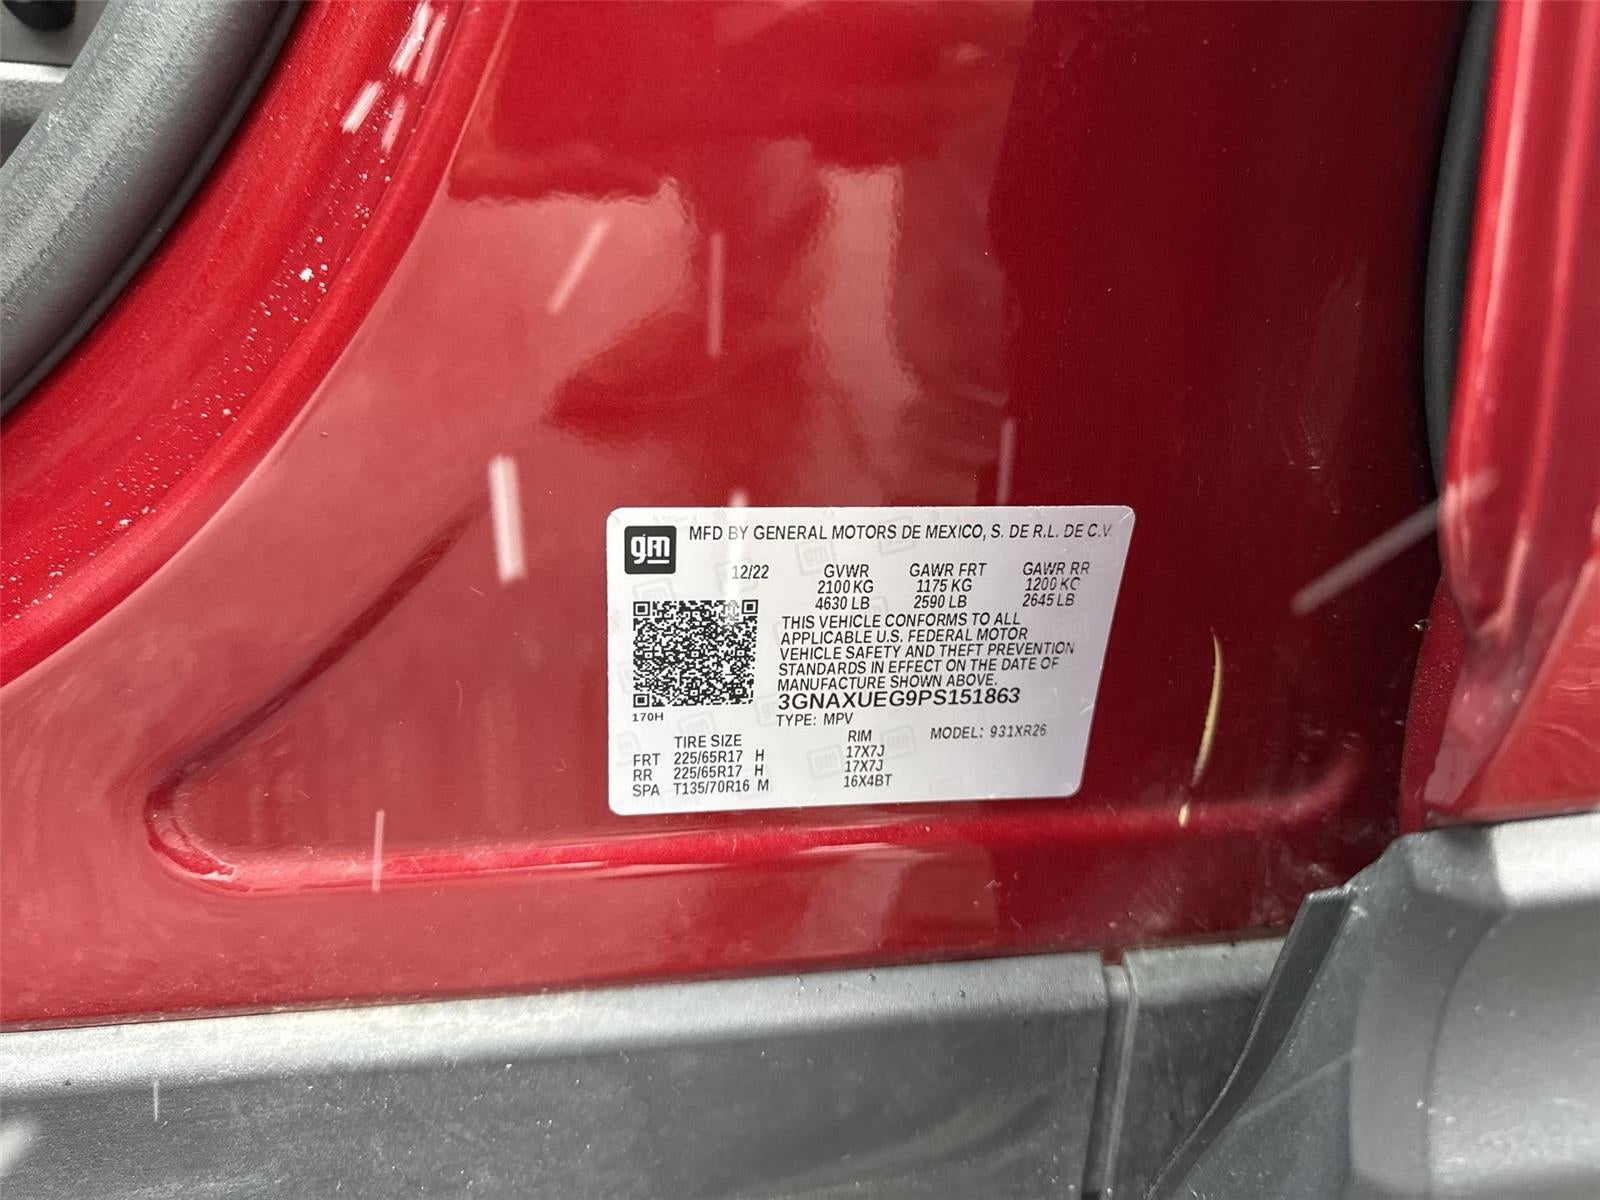 gm
MFD BY GENERAL MOTORS DE MEXICO, S. DE R.L. DE C.V.
12/22 GVWR GAWR FRT GAWR RR
2100 KG 1175 KG 1200 KG
4630 LB 2590 LB 2645 LB
THIS VEHICLE CONFORMS TO ALL
APPLICABLE U.S. FEDERAL MOTOR
VEHICLE SAFETY AND THEFT PREVENTION
STANDARDS IN EFFECT ON THE DATE OF
MANUFACTURE SHOWN ABOVE.
3GNAXUEG9PS151863
170H
TYPE: MPV
MODEL: 931XR26
TIRE SIZE RIM
FRT 225/65R17 H 17X7J
RR 225/65R17 H 17X7J
SPA T135/70R16 M 16X4BT